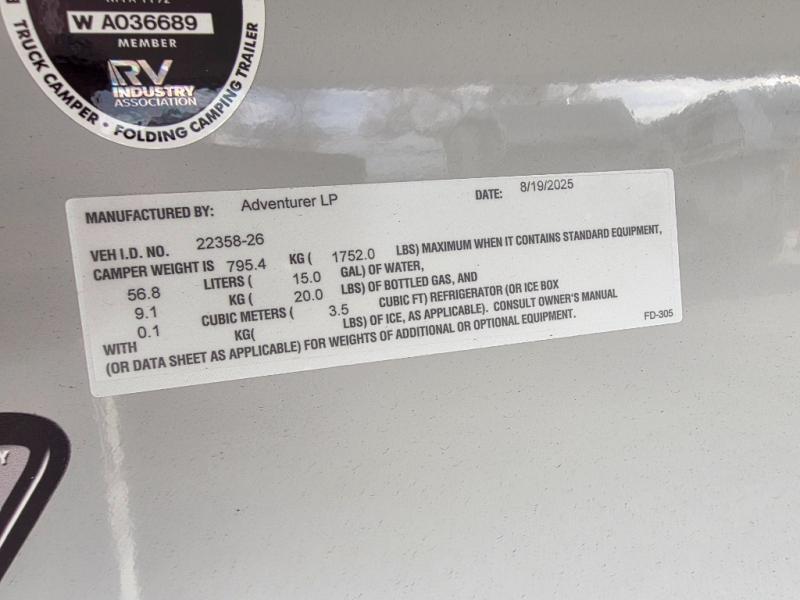 W A036689
MEMBER
RV
INDUSTRY
ASSOCIATION
TRUCK CAMPER • FOLDING CAMPING TRAILER
MANUFACTURED BY: Adventurer LP DATE: 8/19/2025
VEH I.D. NO. 22358-26
CAMPER WEIGHT IS 795.4 KG ( 1752.0 LBS) MAXIMUM WHEN IT CONTAINS STANDARD EQUIPMENT,
56.8 LITERS ( 15.0 GAL) OF WATER,
9.1 KG ( 20.0 LBS) OF BOTTLED GAS, AND
0.1 CUBIC METERS ( 3.5 CUBIC FT) REFRIGERATOR (OR ICE BOX
WITH KG( LBS) OF ICE, AS APPLICABLE). CONSULT OWNER'S MANUAL
(OR DATA SHEET AS APPLICABLE) FOR WEIGHTS OF ADDITIONAL OR OPTIONAL EQUIPMENT.
FD-305